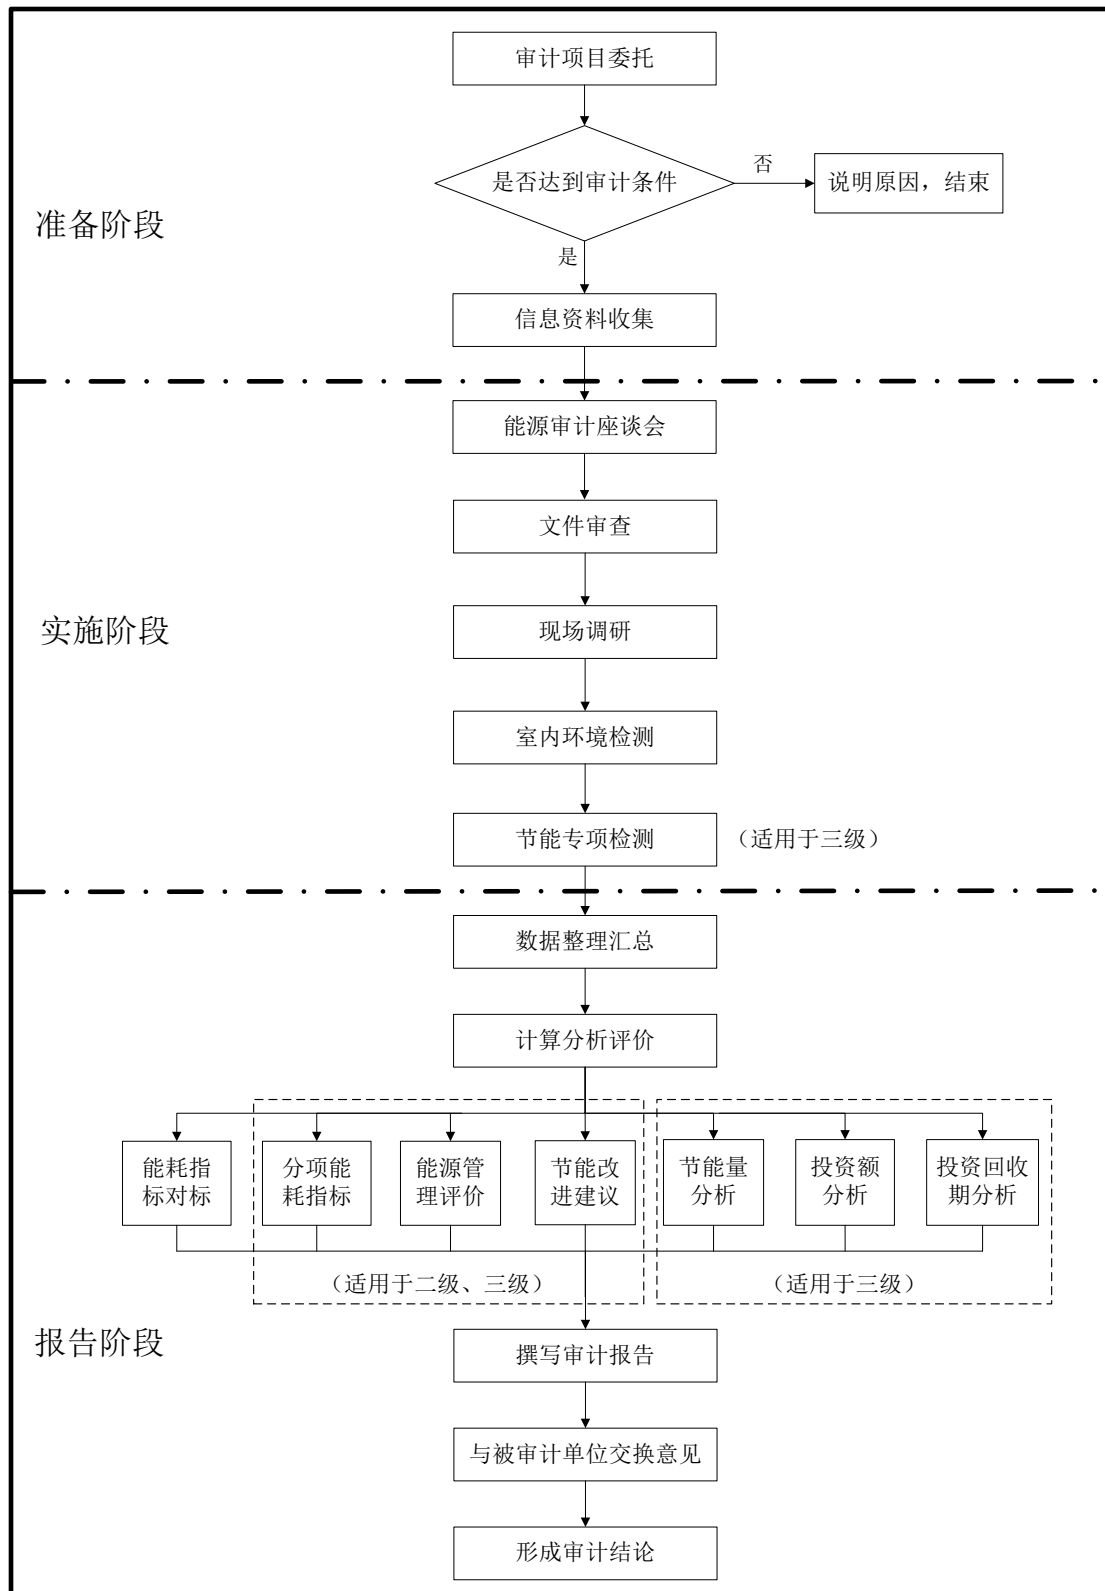 审计项目委托
是否达到审计条件
否
说明原因，结束
准备阶段
是
信息资料收集
能源审计座谈会
文件审查
现场调研
实施阶段
室内环境检测
节能专项检测
（适用于三级）
数据整理汇总
计算分析评价
能耗指
标对标
分项能
耗指标
能源管
理评价
节能改
进建议
节能量
分析
投资额
分析
投资回收
期分析
（适用于二级、三级）
（适用于三级）
报告阶段
撰写审计报告
与被审计单位交换意见
形成审计结论